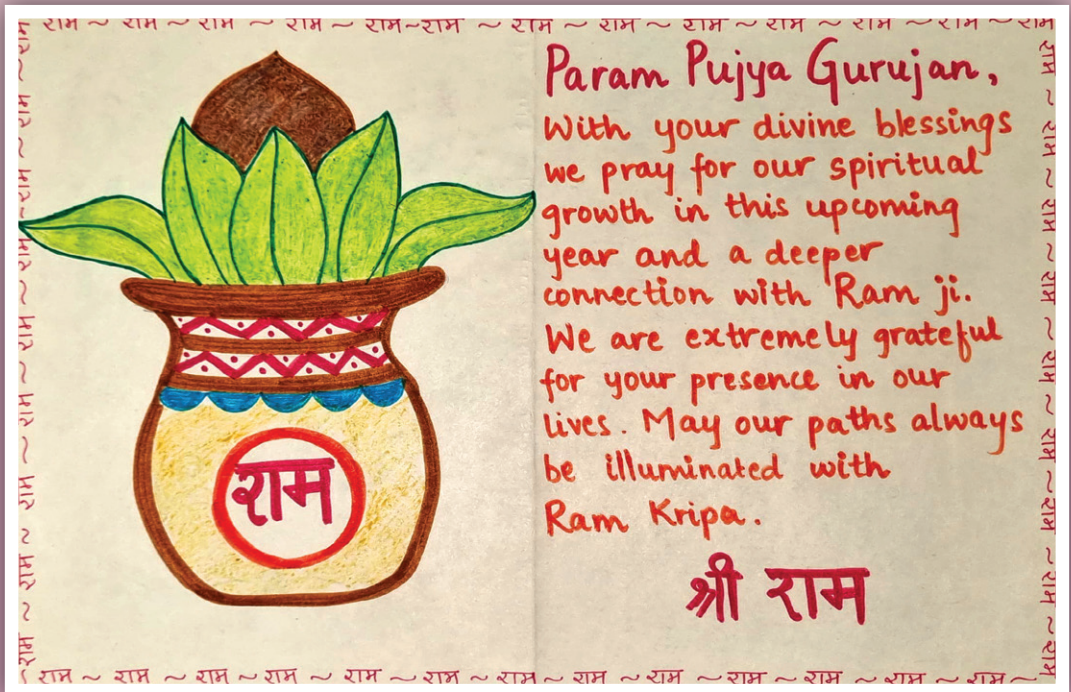 राम ~ राम ~ राम ~ राम ~ राम~राम ~ राम ~ राम ~ राम ~ राम ~ राम ~ राम ~ राम ~ राम
राम
Param Pujya Gurujan,
With your divine blessings
we pray for our spiritual
growth in this upcoming
year and a deeper
connection with Ram ji.
We are extremely grateful
for your presence in our
lives. May our paths always
be illuminated with
Ram Kripa.
श्री राम
राम ~ राम ~ राम ~ राम ~ राम ~ राम ~ राम ~ राम ~ राम ~ राम ~ राम ~ राम ~ राम